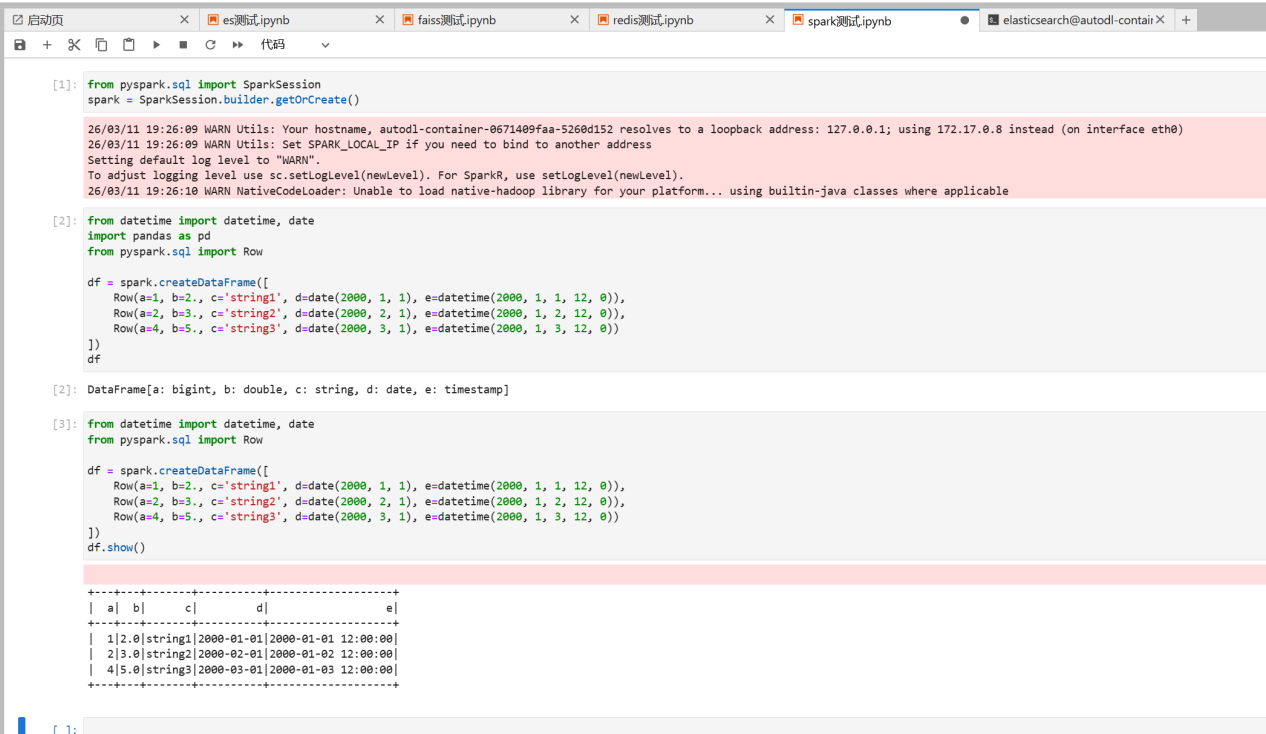 启动页
es测试.ipynb
faiss测试.ipynb
redis测试.ipynb
spark测试.ipynb
elasticsearch@autodl-contair
代码
[1]:
from pyspark.sql import SparkSession
spark = SparkSession.builder.getOrCreate()
26/03/11 19:26:09 WARN Utils: Your hostname, autodl-container-0671409faa-5260d152 resolves to a loopback address: 127.0.0.1; using 172.17.0.8 instead (on interface eth0)
26/03/11 19:26:09 WARN Utils: Set SPARK_LOCAL_IP if you need to bind to another address
Setting default log level to "WARN".
To adjust logging level use sc.setLogLevel(newLevel). For SparkR, use setLogLevel(newLevel).
26/03/11 19:26:10 WARN NativeCodeLoader: Unable to load native-hadoop library for your platform... using builtin-java classes where applicable
[2]:
from datetime import datetime, date
import pandas as pd
from pyspark.sql import Row
df = spark.createDataFrame([
    Row(a=1, b=2., c='string1', d=date(2000, 1, 1), e=datetime(2000, 1, 1, 12, 0)),
    Row(a=2, b=3., c='string2', d=date(2000, 2, 1), e=datetime(2000, 1, 2, 12, 0)),
    Row(a=4, b=5., c='string3', d=date(2000, 3, 1), e=datetime(2000, 1, 3, 12, 0))
])
df
[2]:
DataFrame[a: bigint, b: double, c: string, d: date, e: timestamp]
[3]:
from datetime import datetime, date
from pyspark.sql import Row
df = spark.createDataFrame([
    Row(a=1, b=2., c='string1', d=date(2000, 1, 1), e=datetime(2000, 1, 1, 12, 0)),
    Row(a=2, b=3., c='string2', d=date(2000, 2, 1), e=datetime(2000, 1, 2, 12, 0)),
    Row(a=4, b=5., c='string3', d=date(2000, 3, 1), e=datetime(2000, 1, 3, 12, 0))
])
df.show()
+---+---+-------+----------+-------------------+
|  a|  b|      c|         d|                  e|
+---+---+-------+----------+-------------------+
|  1|2.0|string1|2000-01-01|2000-01-01 12:00:00|
|  2|3.0|string2|2000-02-01|2000-01-02 12:00:00|
|  4|5.0|string3|2000-03-01|2000-01-03 12:00:00|
+---+---+-------+----------+-------------------+
[ ]: